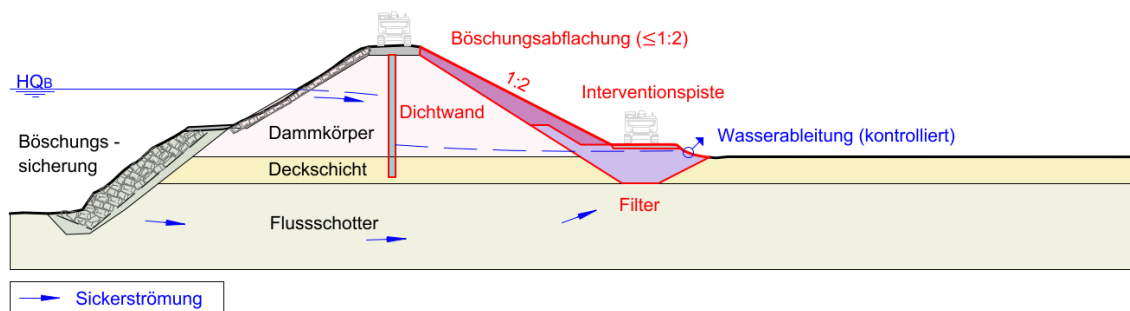 Böschungsabflachung (≤1:2)
HQB
1:2
Interventionspiste
Dichtwand
Wasserableitung (kontrolliert)
Böschungs -
sicherung
Dammkörper
Deckschicht
Filter
Flussschotter
Sickerströmung